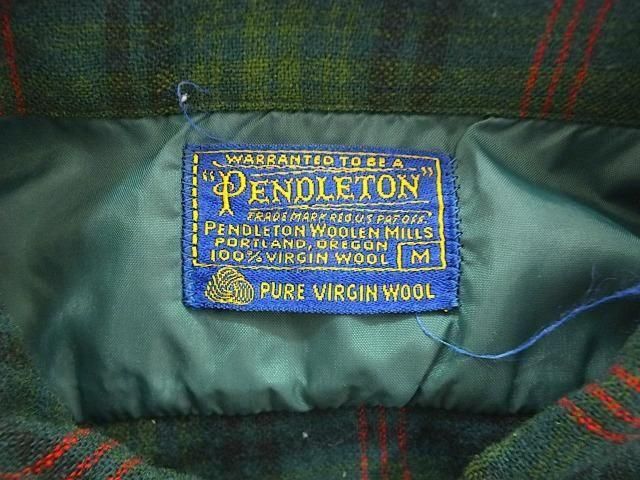 WARRANTED TO BE A
"PENDLETON"
TRADE MARK REG U.S. PAT. OFF.
PENDLETON WOOLEN MILLS
PORTLAND, OREGON
100% VIRGIN WOOL M
PURE VIRGIN WOOL